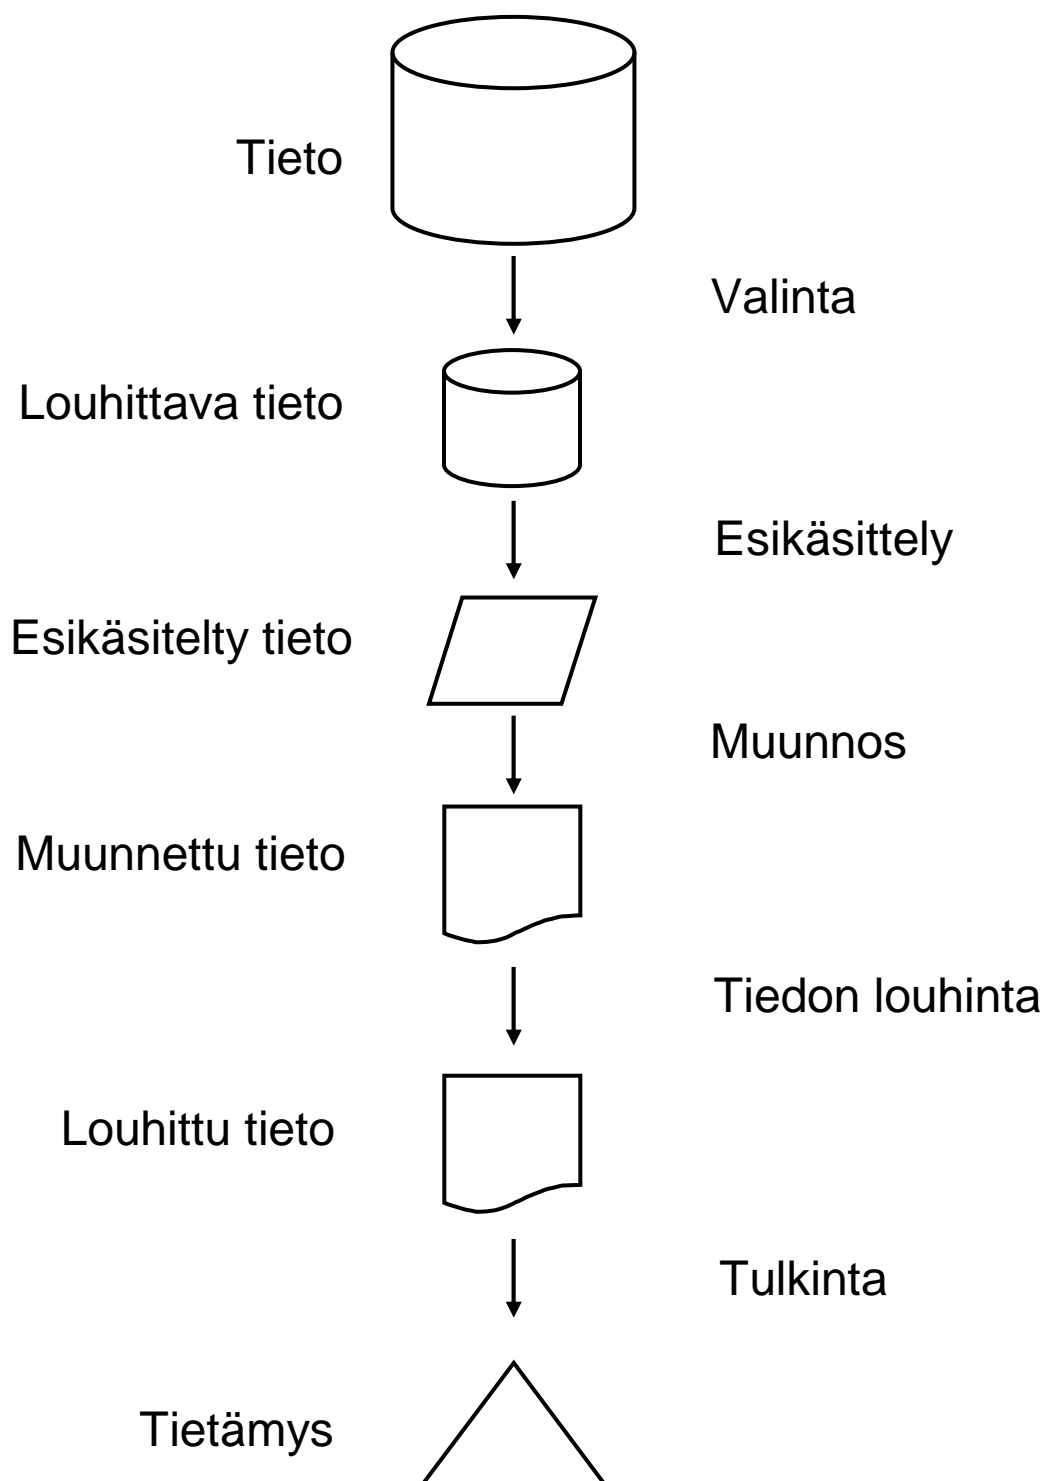 Tieto
Valinta
Louhittava tieto
Esikäsittely
Esikäsitelty tieto
Muunnos
Muunnettu tieto
Tiedon louhinta
Louhittu tieto
Tulkinta
Tietämys